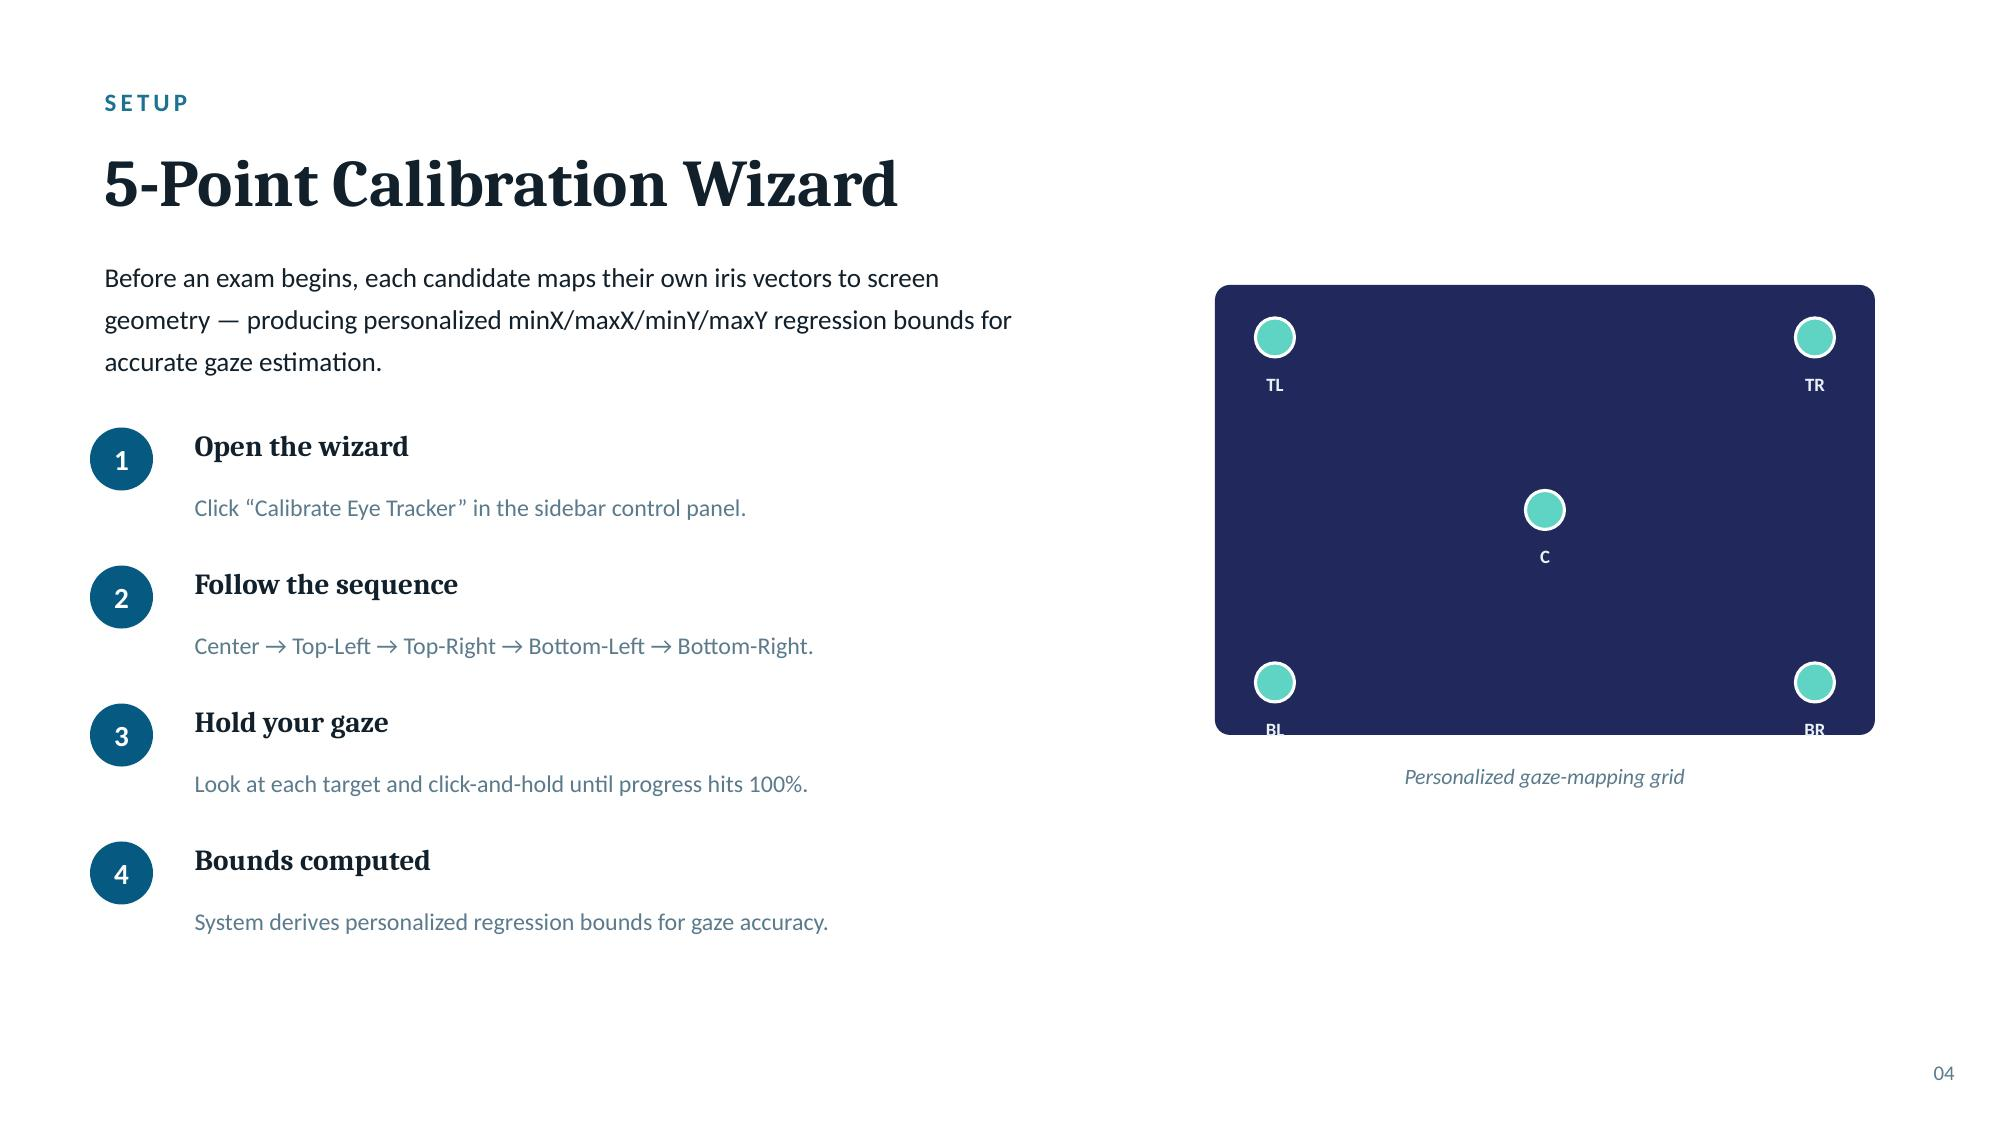 SETUP
5-Point Calibration Wizard
Before an exam begins, each candidate maps their own iris vectors to screen
geometry — producing personalized minX/maxX/minY/maxY regression bounds for
accurate gaze estimation.
1
Open the wizard
Click “Calibrate Eye Tracker” in the sidebar control panel.
2
Follow the sequence
Center → Top-Left → Top-Right → Bottom-Left → Bottom-Right.
3
Hold your gaze
Look at each target and click-and-hold until progress hits 100%.
4
Bounds computed
System derives personalized regression bounds for gaze accuracy.
TL
TR
C
BL
BR
Personalized gaze-mapping grid
04